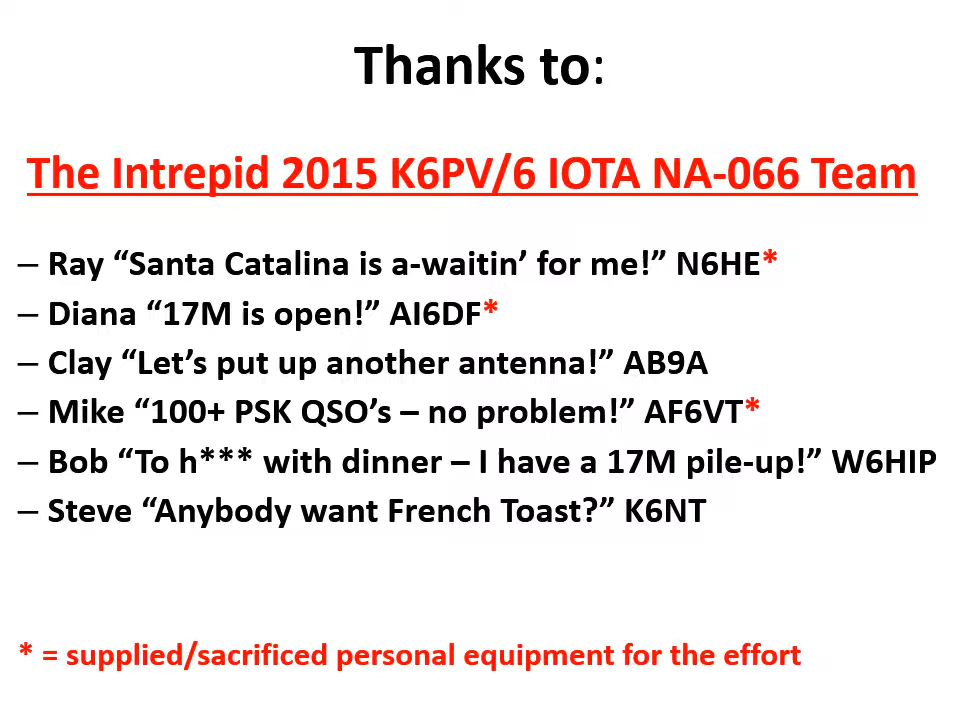 Thanks to:
The Intrepid 2015 K6PV/6 IOTA NA-066 Team
– Ray “Santa Catalina is a-waitin’ for me!” N6HE*
– Diana “17M is open!” AI6DF*
– Clay “Let’s put up another antenna!” AB9A
– Mike “100+ PSK QSO’s – no problem!” AF6VT*
– Bob “To h*** with dinner – I have a 17M pile-up!” W6HIP
– Steve “Anybody want French Toast?” K6NT
* = supplied/sacrificed personal equipment for the effort